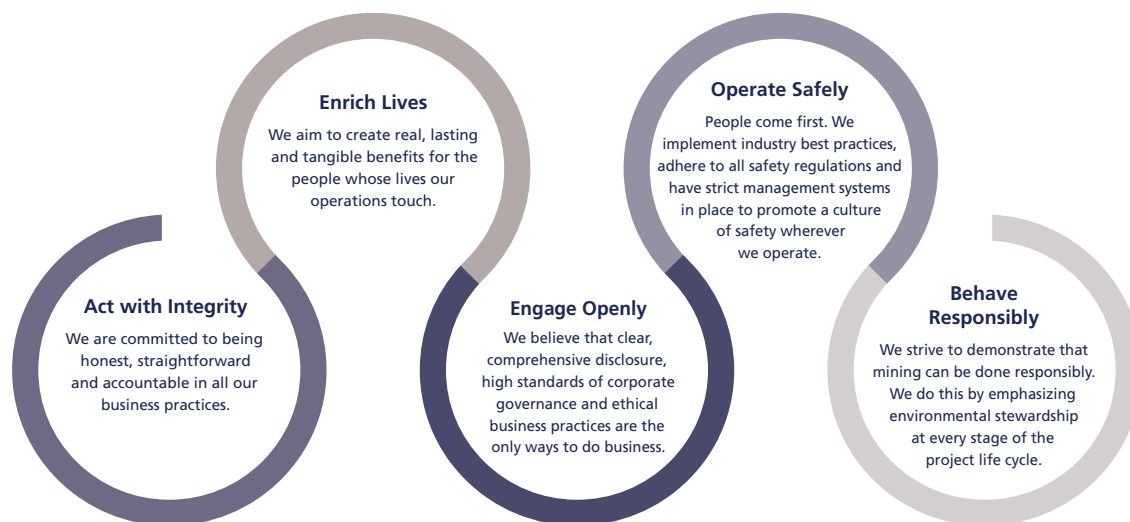 Act with Integrity
We are committed to being
honest, straightforward
and accountable in all our
business practices.
Enrich Lives
We aim to create real, lasting
and tangible benefits for the
people whose lives our
operations touch.
Engage Openly
We believe that clear,
comprehensive disclosure,
high standards of corporate
governance and ethical
business practices are the
only ways to do business.
Operate Safely
People come first. We
implement industry best practices,
adhere to all safety regulations and
have strict management systems
in place to promote a culture
of safety wherever
we operate.
Behave
Responsibly
We strive to demonstrate that
mining can be done responsibly.
We do this by emphasizing
environmental stewardship
at every stage of the
project life cycle.